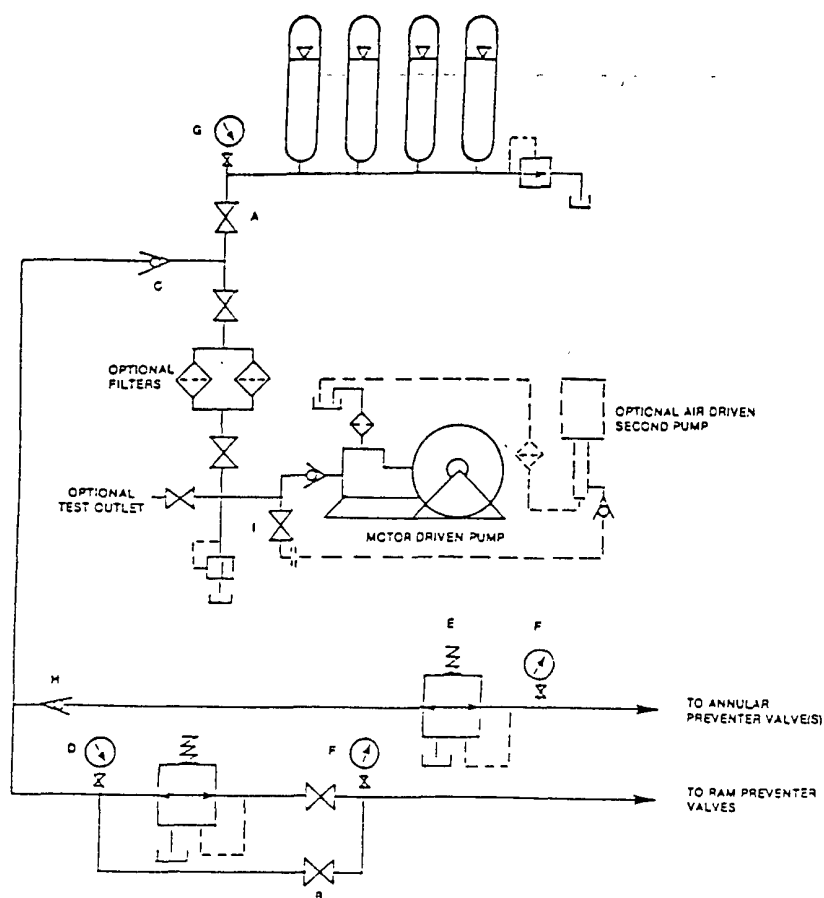 G
A
C
OPTIONAL
FILTERS
OPTIONAL AIR DRIVEN
SECOND PUMP
OPTIONAL
TEST OUTLET
I
MOTOR DRIVEN PUMP
E
F
H
TO ANNULAR
PREVENTER VALVE(S)
D
F
TO RAM PREVENTER
VALVES
B